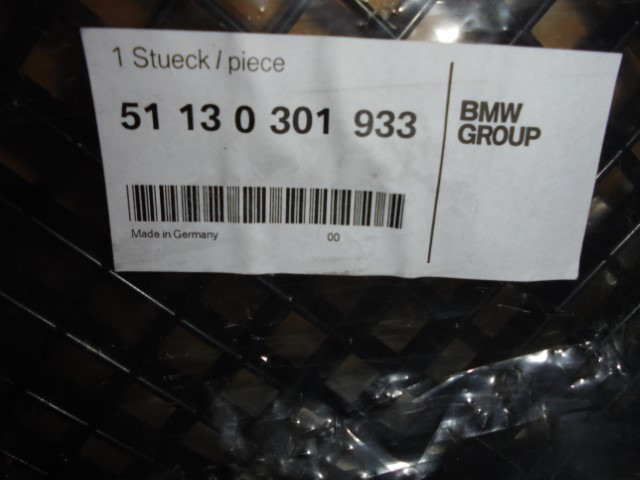 1 Stueck / piece
51 13 0 301 933
BMW
GROUP
Made in Germany
00